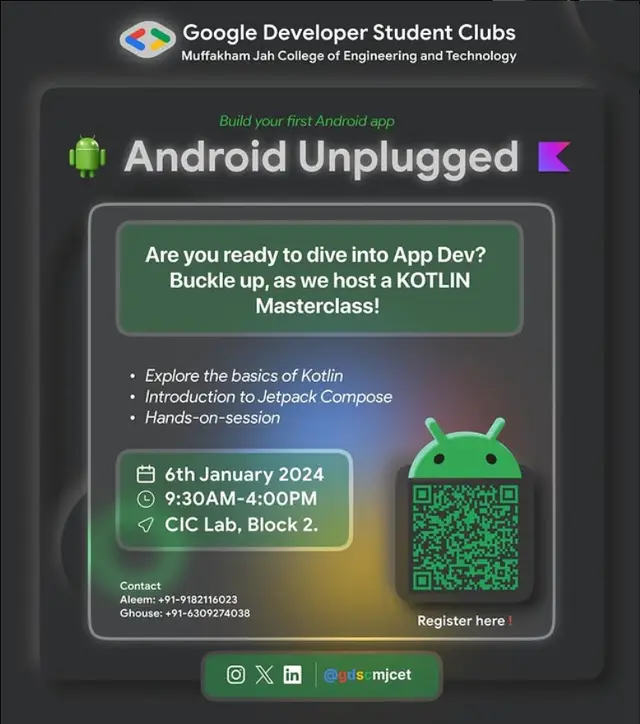 Google Developer Student Clubs
Muffakham Jah College of Engineering and Technology
Build your first Android app
Android Unplugged
Are you ready to dive into App Dev?
Buckle up, as we host a KOTLIN
Masterclass!
• Explore the basics of Kotlin
• Introduction to Jetpack Compose
• Hands-on-session
6th January 2024
9:30AM-4:00PM
CIC Lab, Block 2.
Contact
Aleem: +91-9182116023
Ghouse: +91-6309274038
Register here !
@gdscmjcet